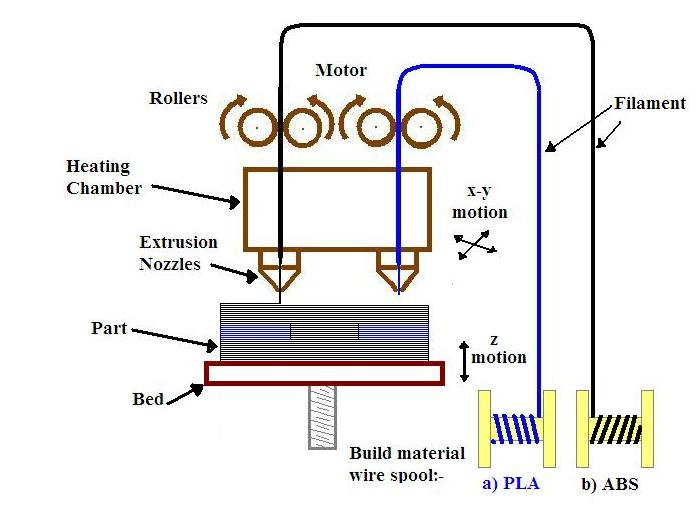 Motor
Rollers
Filament
Heating
Chamber
x-y
motion
Extrusion
Nozzles
Part
z
motion
Bed
Build material
wire spool:-
a) PLA
b) ABS